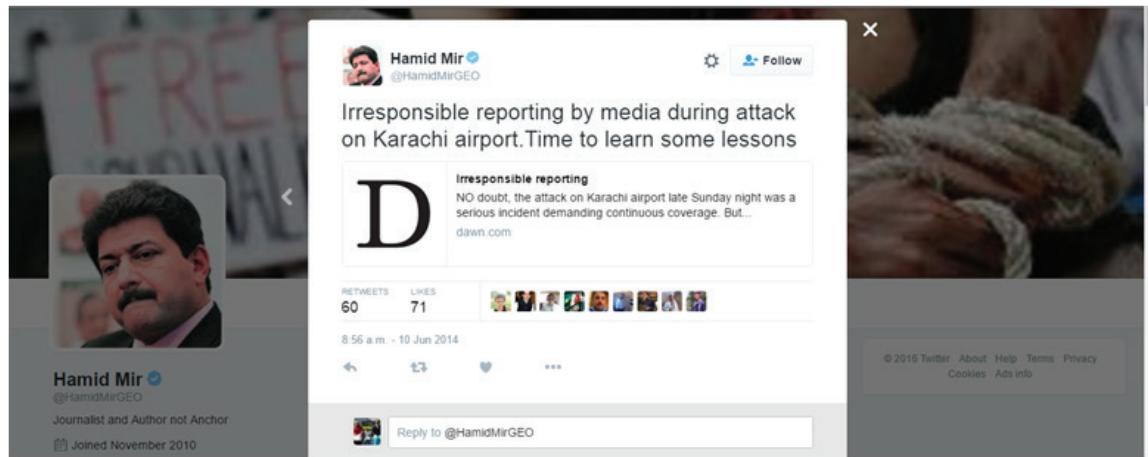 FREE
JOURNAL
Hamid Mir
@HamidMirGEO
Follow
Irresponsible reporting by media during attack
on Karachi airport.Time to learn some lessons
D
Irresponsible reporting
NO doubt, the attack on Karachi airport late Sunday night was a
serious incident demanding continuous coverage. But...
dawn.com
RETWEETS LIKES
60 71
8:56 a.m. - 10 Jun 2014
Reply to @HamidMirGEO
Hamid Mir
@HamidMirGEO
Journalist and Author not Anchor
Joined November 2010
© 2016 Twitter About Help Terms Privacy
Cookies Ads info